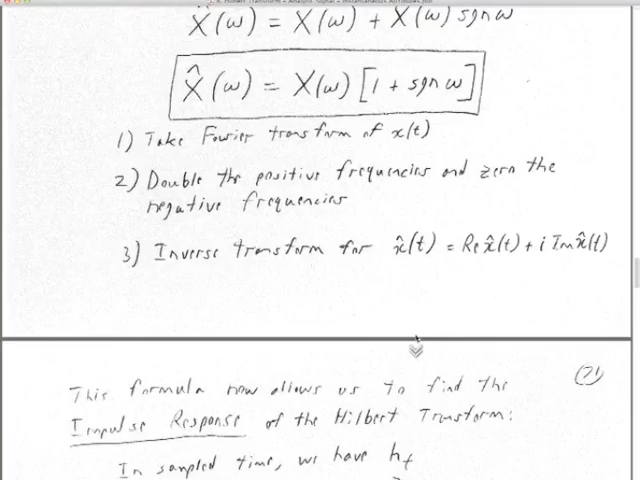 X̂(ω) = X(ω) + X(ω) sgn ω
X̂(ω) = X(ω) [1 + sgn ω]
1) Take Fourier transform of x(t)
2) Double the positive frequencies and zero the
negative frequencies
3) Inverse transform for x̂(t) = Re x̂(t) + i Im x̂(t)
(21)
This formula now allows us to find the
Impulse Response of the Hilbert Transform:
In sampled time, we have h_t